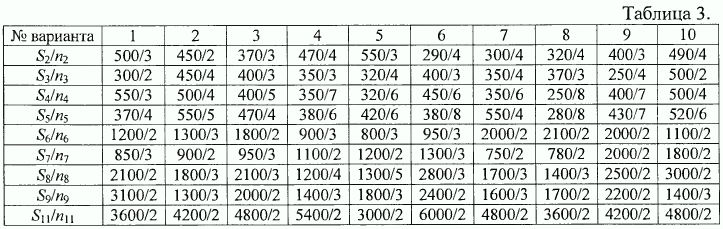 Таблица 3.
№ варианта 1 2 3 4 5 6 7 8 9 10
S2/n2 500/3 450/2 370/3 470/4 550/3 290/4 300/4 320/4 400/3 490/4
S3/n3 300/2 450/4 400/3 350/3 320/4 400/3 350/4 370/3 250/4 500/2
S4/n4 550/3 500/4 400/5 350/7 320/6 450/6 350/6 250/8 400/7 500/4
S5/n5 370/4 550/5 470/4 380/6 420/6 380/8 550/4 280/8 430/7 520/6
S6/n6 1200/2 1300/3 1800/2 900/3 800/3 950/3 2000/2 2100/2 2000/2 1100/2
S7/n7 850/3 900/2 950/3 1100/2 1200/2 1300/3 750/2 780/2 2000/2 1800/2
S8/n8 2100/2 1800/3 2100/3 1200/4 1300/5 2800/3 1700/3 1400/3 2500/2 3000/2
S9/n9 3100/2 1300/3 2000/2 1400/3 1800/3 2400/2 1600/3 1700/2 2200/2 1400/3
S11/n11 3600/2 4200/2 4800/2 5400/2 3000/2 6000/2 4800/2 3600/2 4200/2 4800/2